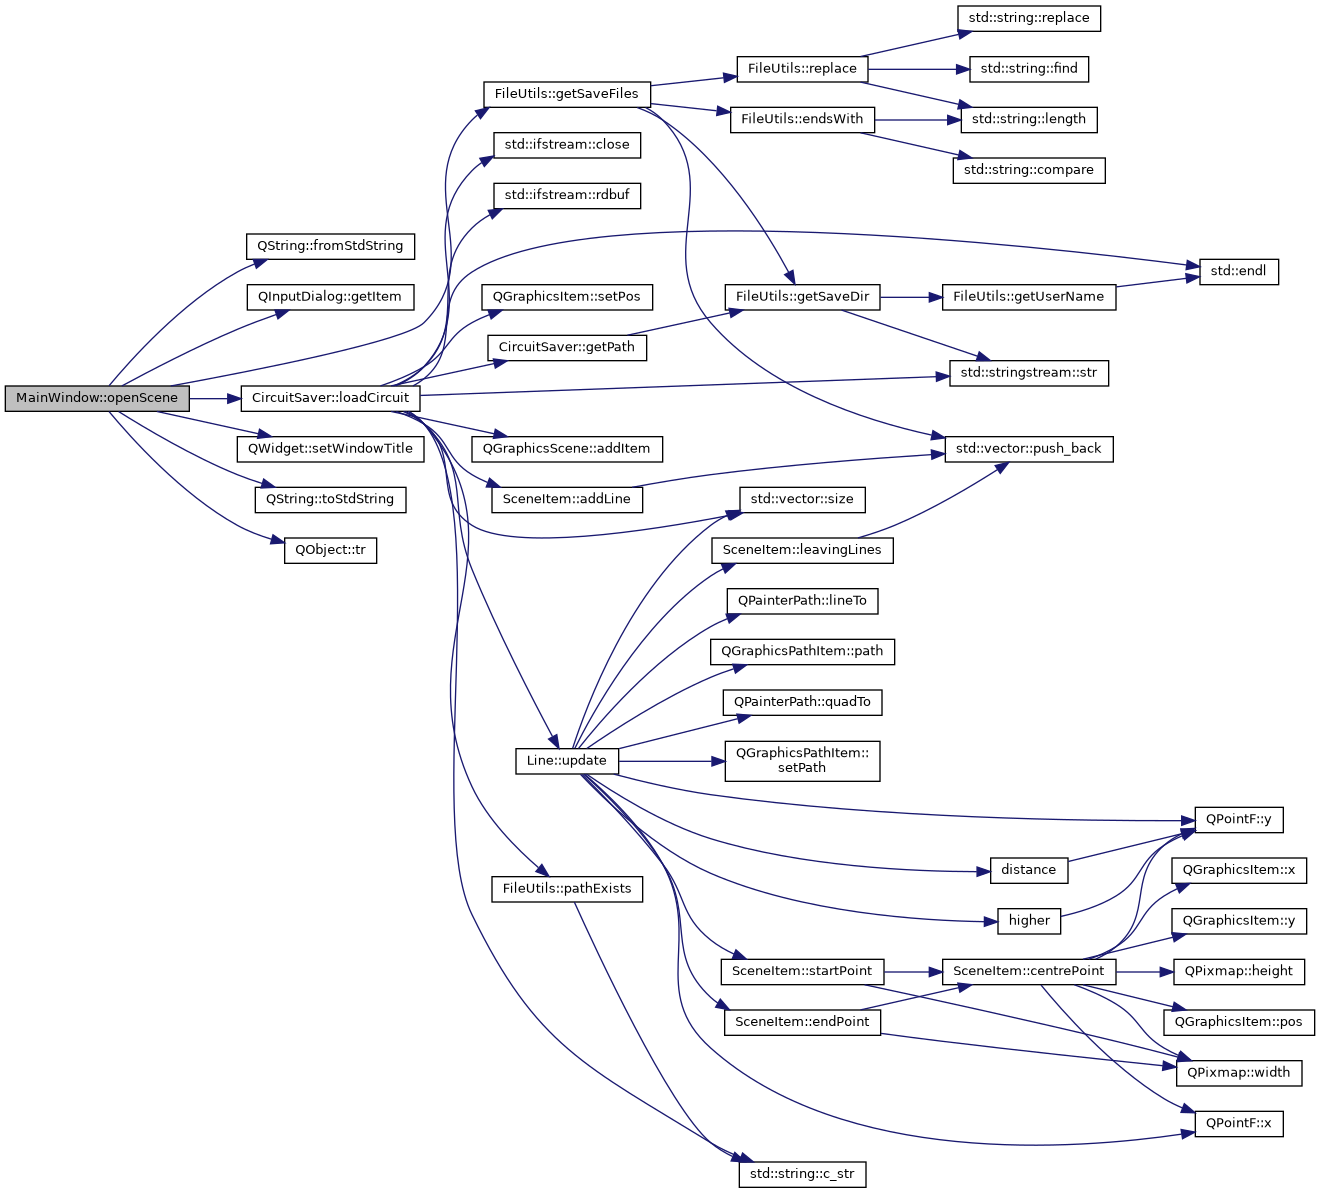 std::string::replace
FileUtils::replace
std::string::find
FileUtils::getSaveFiles
FileUtils::endsWith
std::string::length
std::ifstream::close
std::string::compare
std::ifstream::rdbuf
QString::fromStdString
std::endl
QInputDialog::getItem
QGraphicsItem::setPos
FileUtils::getSaveDir
FileUtils::getUserName
CircuitSaver::getPath
std::stringstream::str
MainWindow::openScene
CircuitSaver::loadCircuit
QWidget::setWindowTitle
QGraphicsScene::addItem
std::vector::push_back
QString::toStdString
SceneItem::addLine
std::vector::size
QObject::tr
SceneItem::leavingLines
QPainterPath::lineTo
QGraphicsPathItem::path
QPainterPath::quadTo
Line::update
QGraphicsPathItem::
setPath
QPointF::y
distance
QGraphicsItem::x
FileUtils::pathExists
higher
QGraphicsItem::y
SceneItem::startPoint
SceneItem::centrePoint
QPixmap::height
SceneItem::endPoint
QGraphicsItem::pos
QPixmap::width
QPointF::x
std::string::c_str